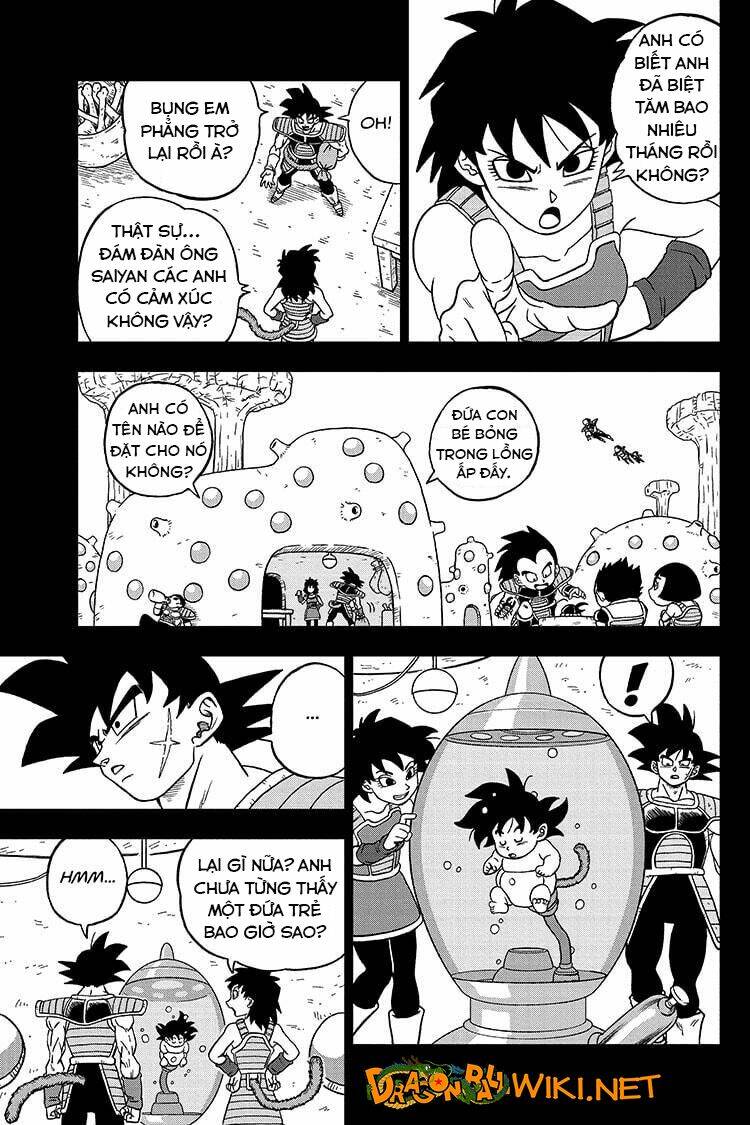 ANH CÓ
BIẾT ANH
ĐÃ BIỆT
TĂM BAO
NHIÊU
THÁNG RỒI
KHÔNG?
OH!
BỤNG EM
PHẲNG TRỞ
LẠI RỒI À?
THẬT SỰ...
ĐÁM ĐÀN ÔNG
SAIYAN CÁC ANH
CÓ CẢM XÚC
KHÔNG VẬY?
ĐỨA CON
BÉ BỎNG
TRONG LỒNG
ẤP ĐẤY.
ANH CÓ
TÊN NÀO ĐỂ
ĐẶT CHO NÓ
KHÔNG?
!
...
LẠI GÌ NỮA? ANH
CHƯA TỪNG THẤY
MỘT ĐỨA TRẺ
BAO GIỜ SAO?
HMM...
DRAGON BALL WIKI.NET